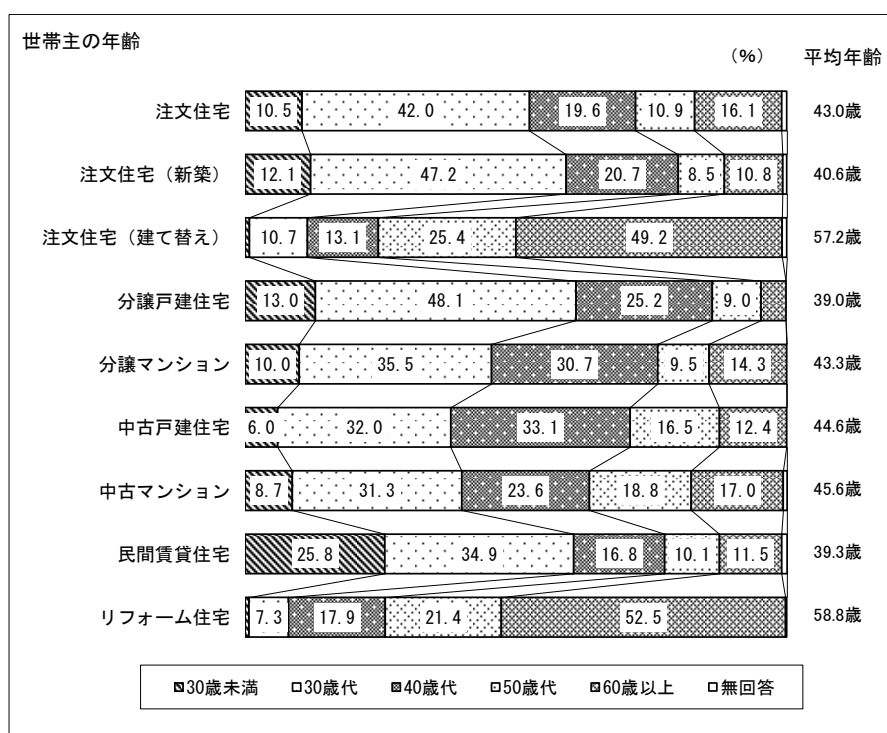 世帯主の年齢
（%） 平均年齢
注文住宅 10.5 42.0 19.6 10.9 16.1 43.0歳
注文住宅（新築） 12.1 47.2 20.7 8.5 10.8 40.6歳
注文住宅（建て替え） 10.7 13.1 25.4 49.2 57.2歳
分譲戸建住宅 13.0 48.1 25.2 9.0 39.0歳
分譲マンション 10.0 35.5 30.7 9.5 14.3 43.3歳
中古戸建住宅 6.0 32.0 33.1 16.5 12.4 44.6歳
中古マンション 8.7 31.3 23.6 18.8 17.0 45.6歳
民間賃貸住宅 25.8 34.9 16.8 10.1 11.5 39.3歳
リフォーム住宅 7.3 17.9 21.4 52.5 58.8歳
30歳未満 30歳代 40歳代 50歳代 60歳以上 無回答